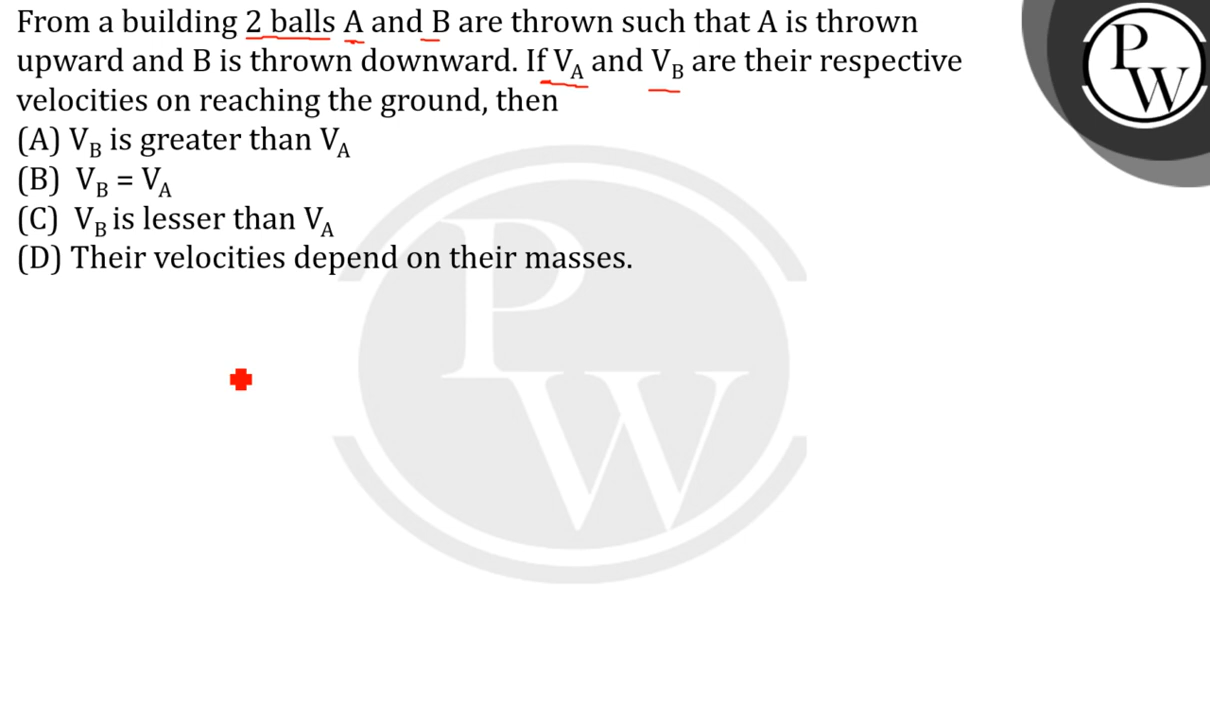 From a building 2 balls A and B are thrown such that A is thrown
upward and B is thrown downward. If V_A and V_B are their respective
velocities on reaching the ground, then
(A) V_B is greater than V_A
(B) V_B = V_A
(C) V_B is lesser than V_A
(D) Their velocities depend on their masses.
P
W
P
W